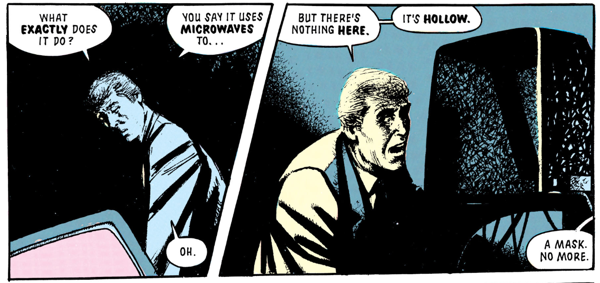 WHAT
EXACTLY DOES
IT DO?
YOU SAY IT USES
MICROWAVES
TO...
OH.
BUT THERE'S
NOTHING HERE.
IT'S HOLLOW.
A MASK.
NO MORE.